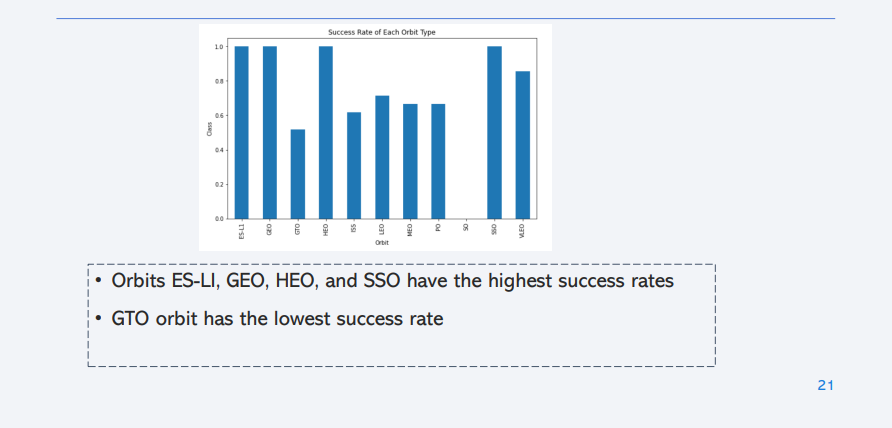 Success Rate of Each Orbit Type
1.0
0.8
0.6
0.4
0.2
0.0
Class
ES-L1
GEO
GTO
HEO
ISS
LEO
MEO
PO
SO
SSO
VLEO
Orbit
• Orbits ES-LI, GEO, HEO, and SSO have the highest success rates
• GTO orbit has the lowest success rate
21